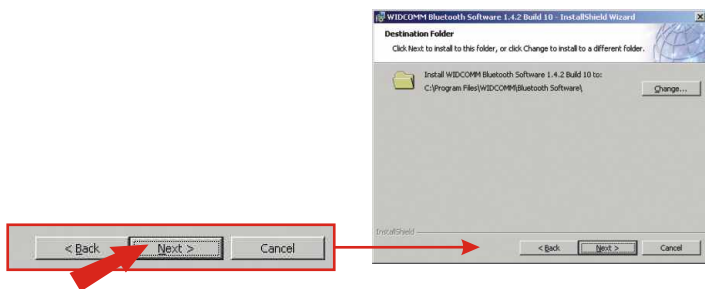 WIDCOMM Bluetooth Software 1.4.2 Build 10 - InstallShield Wizard
Destination Folder
Click Next to install to this folder, or click Change to install to a different folder.
Install WIDCOMM Bluetooth Software 1.4.2 Build 10 to:
C:\Program Files\WIDCOMM\Bluetooth Software\
Change...
InstallShield
< Back Next > Cancel
< Back Next > Cancel